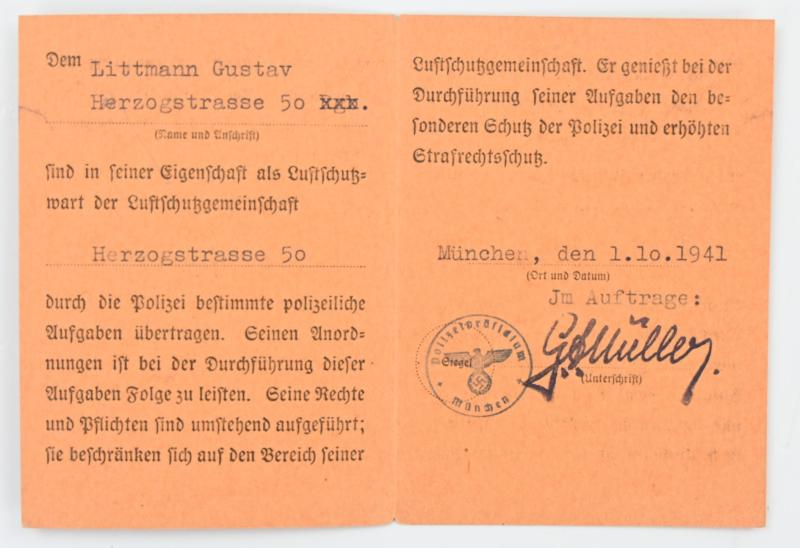 Dem Littmann Gustav
Herzogstrasse 50
(Name und Anschrift)
sind in seiner Eigenschaft als Luftschutz=
wart der Luftschutzgemeinschaft
Herzogstrasse 50
durch die Polizei bestimmte polizeiliche
Aufgaben übertragen. Seinen Anord=
nungen ist bei der Durchführung dieser
Aufgaben Folge zu leisten. Seine Rechte
und Pflichten sind umstehend aufgeführt;
sie beschränken sich auf den Bereich seiner
Luftschutzgemeinschaft. Er genießt bei der
Durchführung seiner Aufgaben den be=
sonderen Schutz der Polizei und erhöhten
Strafrechtsschutz.
München, den 1.10.1941
(Ort und Datum)
Jm Auftrage:
Polizeipräsidium
Siegel
München
Müller
(Unterschrift)